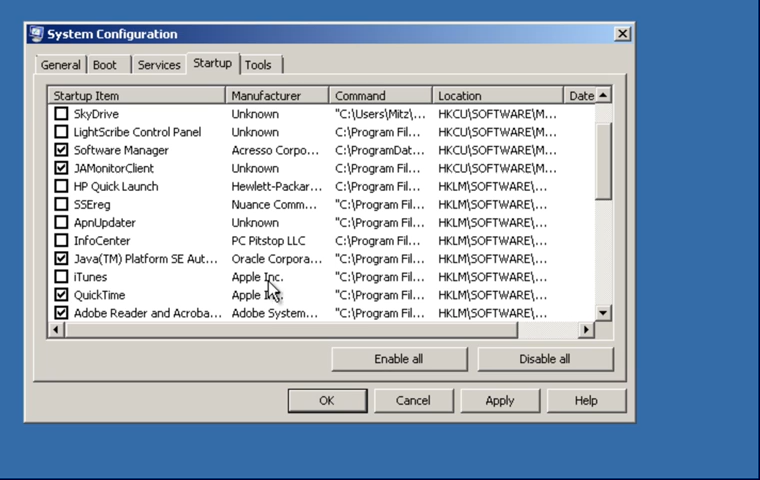 System Configuration
General Boot Services Startup Tools
Startup Item Manufacturer Command Location Date
SkyDrive Unknown "C:\Users\Mitz\... HKCU\SOFTWARE\M...
LightScribe Control Panel Unknown C:\Program Fil... HKCU\SOFTWARE\M...
Software Manager Acresso Corpo... C:\ProgramDat... HKCU\SOFTWARE\M...
JAMonitorClient Unknown C:\Program Fil... HKCU\SOFTWARE\M...
HP Quick Launch Hewlett-Packar... C:\Program Fil... HKLM\SOFTWARE\...
SSEreg Nuance Comm... "C:\Program Fil... HKLM\SOFTWARE\...
ApnUpdater Unknown "C:\Program Fil... HKLM\SOFTWARE\...
InfoCenter PC Pitstop LLC C:\Program Fil... HKLM\SOFTWARE\...
Java(TM) Platform SE Aut... Oracle Corpora... "C:\Program Fil... HKLM\SOFTWARE\...
iTunes Apple Inc. "C:\Program Fil... HKLM\SOFTWARE\...
QuickTime Apple Inc. "C:\Program Fil... HKLM\SOFTWARE\...
Adobe Reader and Acroba... Adobe System... "C:\Program Fil... HKLM\SOFTWARE\...
Enable all Disable all
OK Cancel Apply Help